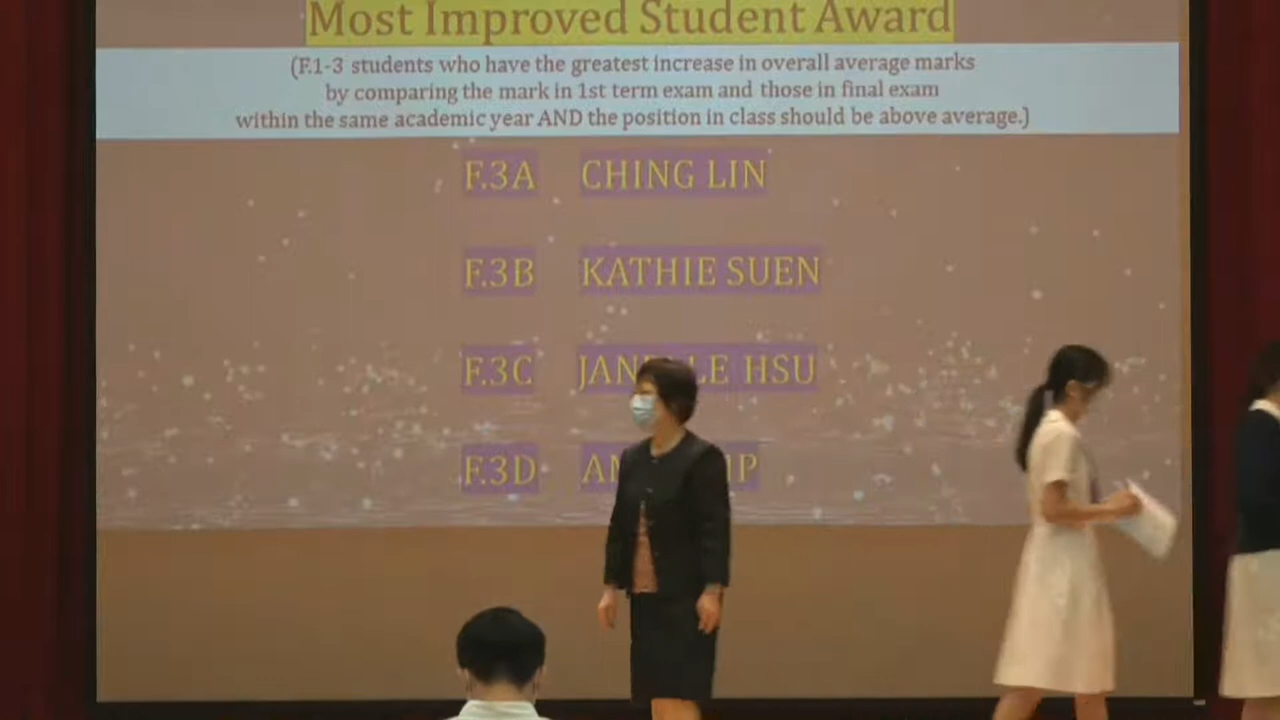 Most Improved Student Award
(F.1-3 students who have the greatest increase in overall average marks
by comparing the mark in 1st term exam and those in final exam
within the same academic year AND the position in class should be above average.)
F.3A CHING LIN
F.3B KATHIE SUEN
F.3C HSU
F.3D